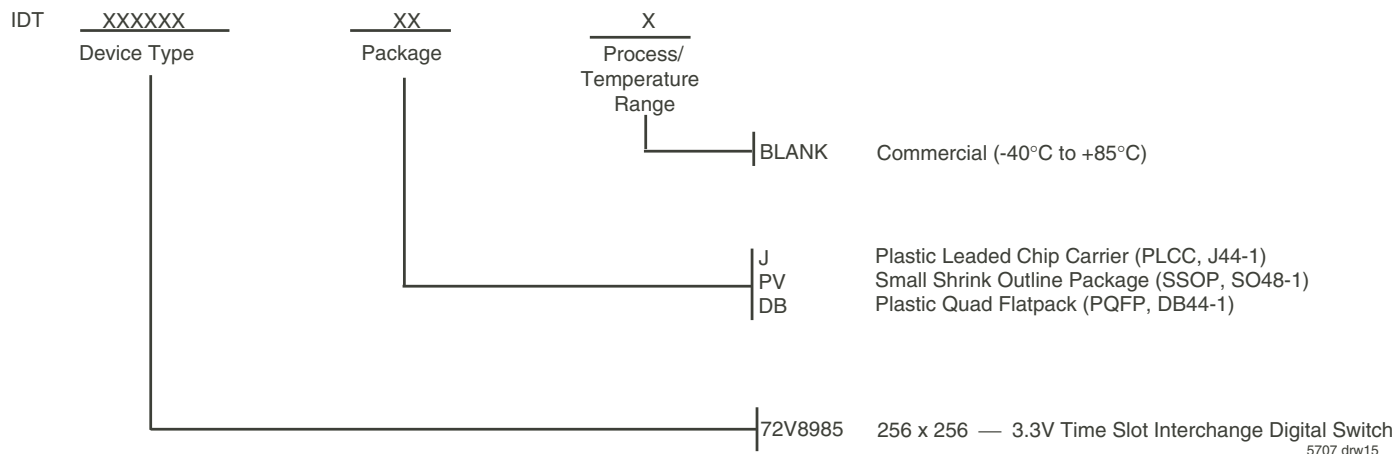 IDT XXXXXX XX X
Device Type Package Process/
Temperature
Range
BLANK Commercial (-40°C to +85°C)
J Plastic Leaded Chip Carrier (PLCC, J44-1)
PV Small Shrink Outline Package (SSOP, SO48-1)
DB Plastic Quad Flatpack (PQFP, DB44-1)
72V8985 256 x 256 — 3.3V Time Slot Interchange Digital Switch
5707 drw15